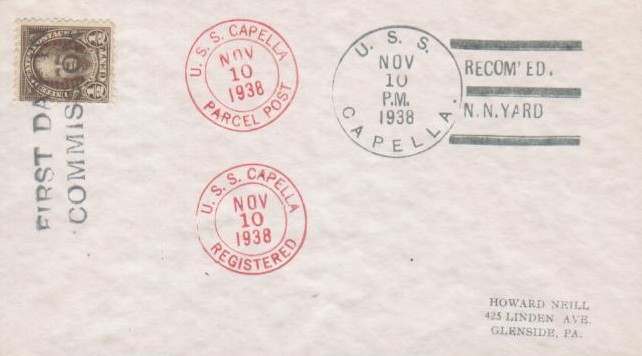 U. S. S. CAPELLA
NOV
10
1938
PARCEL POST
U. S. S.
NOV
10
P.M.
1938
CAPELLA.
RECOM'ED.
N.N.YARD
FIRST DA
COMMIS
U. S. S. CAPELLA
NOV
10
1938
REGISTERED
HOWARD NEILL
425 LINDEN AVE.
GLENSIDE, PA.